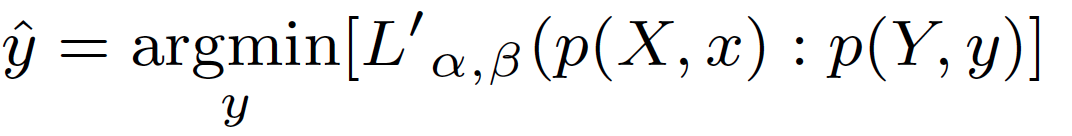 ŷ = argmin[L′α,β(p(X, x) : p(Y, y)]
y